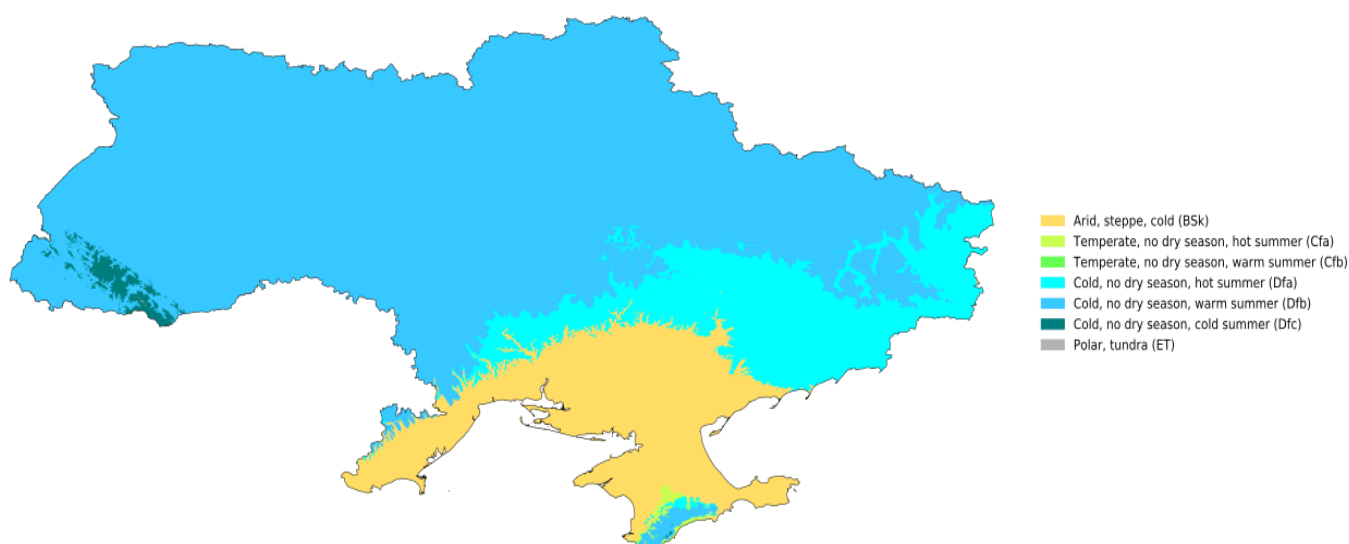 Arid, steppe, cold (BSk)
Temperate, no dry season, hot summer (Cfa)
Temperate, no dry season, warm summer (Cfb)
Cold, no dry season, hot summer (Dfa)
Cold, no dry season, warm summer (Dfb)
Cold, no dry season, cold summer (Dfc)
Polar, tundra (ET)